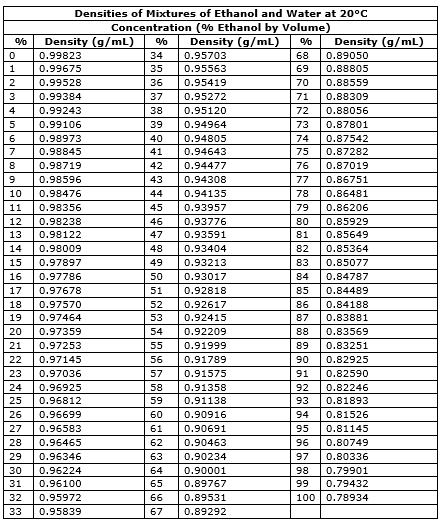 Densities of Mixtures of Ethanol and Water at 20°C
Concentration (% Ethanol by Volume)
% Density (g/mL) % Density (g/mL) % Density (g/mL)
0 0.99823 34 0.95703 68 0.89050
1 0.99675 35 0.95563 69 0.88805
2 0.99528 36 0.95419 70 0.88559
3 0.99384 37 0.95272 71 0.88309
4 0.99243 38 0.95120 72 0.88056
5 0.99106 39 0.94964 73 0.87801
6 0.98973 40 0.94805 74 0.87542
7 0.98845 41 0.94643 75 0.87282
8 0.98719 42 0.94477 76 0.87019
9 0.98596 43 0.94308 77 0.86751
10 0.98476 44 0.94135 78 0.86481
11 0.98356 45 0.93957 79 0.86206
12 0.98238 46 0.93776 80 0.85929
13 0.98122 47 0.93591 81 0.85649
14 0.98009 48 0.93404 82 0.85364
15 0.97897 49 0.93213 83 0.85077
16 0.97786 50 0.93017 84 0.84787
17 0.97678 51 0.92818 85 0.84489
18 0.97570 52 0.92617 86 0.84188
19 0.97464 53 0.92415 87 0.83881
20 0.97359 54 0.92209 88 0.83569
21 0.97253 55 0.91999 89 0.83251
22 0.97145 56 0.91789 90 0.82925
23 0.97036 57 0.91575 91 0.82590
24 0.96925 58 0.91358 92 0.82246
25 0.96812 59 0.91138 93 0.81893
26 0.96699 60 0.90916 94 0.81526
27 0.96583 61 0.90691 95 0.81145
28 0.96465 62 0.90463 96 0.80749
29 0.96346 63 0.90234 97 0.80336
30 0.96224 64 0.90001 98 0.79901
31 0.96100 65 0.89767 99 0.79432
32 0.95972 66 0.89531 100 0.78934
33 0.95839 67 0.89292